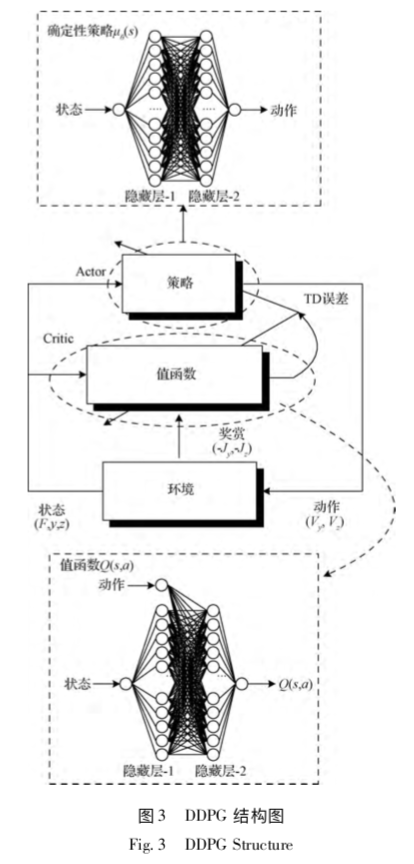 确定性策略μθ(s)
状态
动作
隐藏层-1 隐藏层-2
Actor
策略
TD误差
Critic
值函数
奖赏
(-Jy,-Jz)
环境
状态
(F,y,z)
动作
(Vy, Vz)
值函数Q(s,a)
动作
状态
Q(s,a)
隐藏层-1 隐藏层-2
图 3 DDPG 结构图
Fig. 3 DDPG Structure